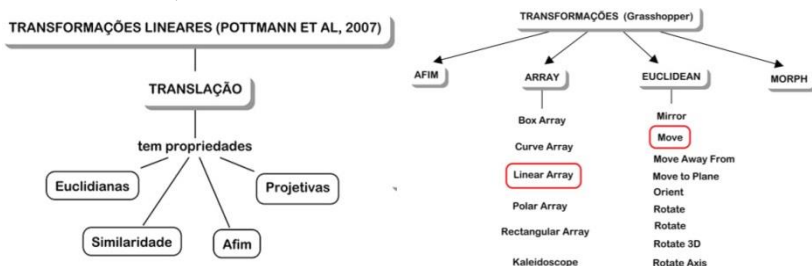 TRANSFORMAÇÕES LINEARES (POTTMANN ET AL, 2007)
TRANSLAÇÃO
tem propriedades
Euclidianas
Projetivas
Similaridade
Afim
TRANSFORMAÇÕES (Grasshopper)
AFIM
ARRAY
EUCLIDEAN
MORPH
Box Array
Curve Array
Linear Array
Polar Array
Rectangular Array
Kaleidoscope
Mirror
Move
Move Away From
Move to Plane
Orient
Rotate
Rotate
Rotate 3D
Rotate Axis